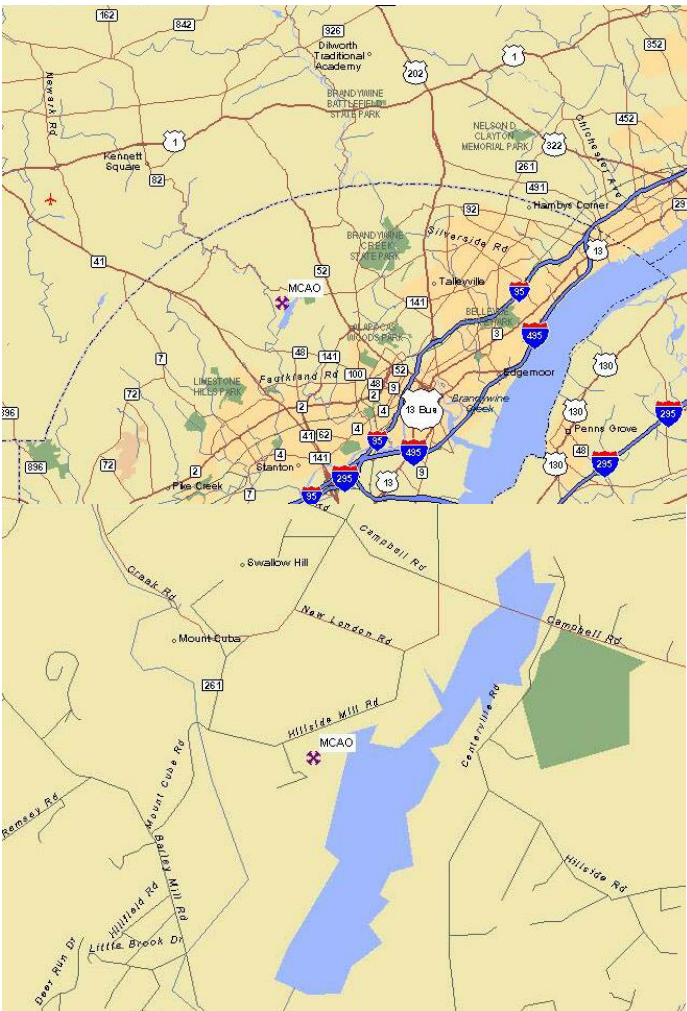 162
842
926
352
Dilworth
Traditional
Academy
1
202
BRANDYWINE
BATTLEFIELD
STATE PARK
Newark Rd
1
NELSON D.
CLAYTON
MEMORIAL PARK
452
Chichester Ave
322
Kennett
Square
82
261
491
Hambys Corner
291
92
13
BRANDYWINE
CREEK
STATE PARK
Silverside Rd
41
52
Talleyville
95
MCAO
141
BELLEVUE
STATE PARK
3
495
ALAPOCAS
WOODS PARK
48
141
7
Faulkland Rd
100
52
48
9
2
Edgemoor
130
LIMESTONE
HILLS PARK
72
2
4
13 Bus
Brandywine
Creek
130
295
896
41
62
4
95
495
Penns Grove
48
896
72
2
4
141
Stanton
295
13
9
130
295
Pike Creek
7
95
Rd
Campbell Rd
Swallow Hill
Creek Rd
New London Rd
Campbell Rd
Mount Cuba
261
Hillside Mill Rd
Centerville Rd
MCAO
Mount Cube Rd
Ramsey Rd
Barley Mill Rd
Hillside Rd
Hillfield Rd
Little Brook Dr
Deer Run Dr